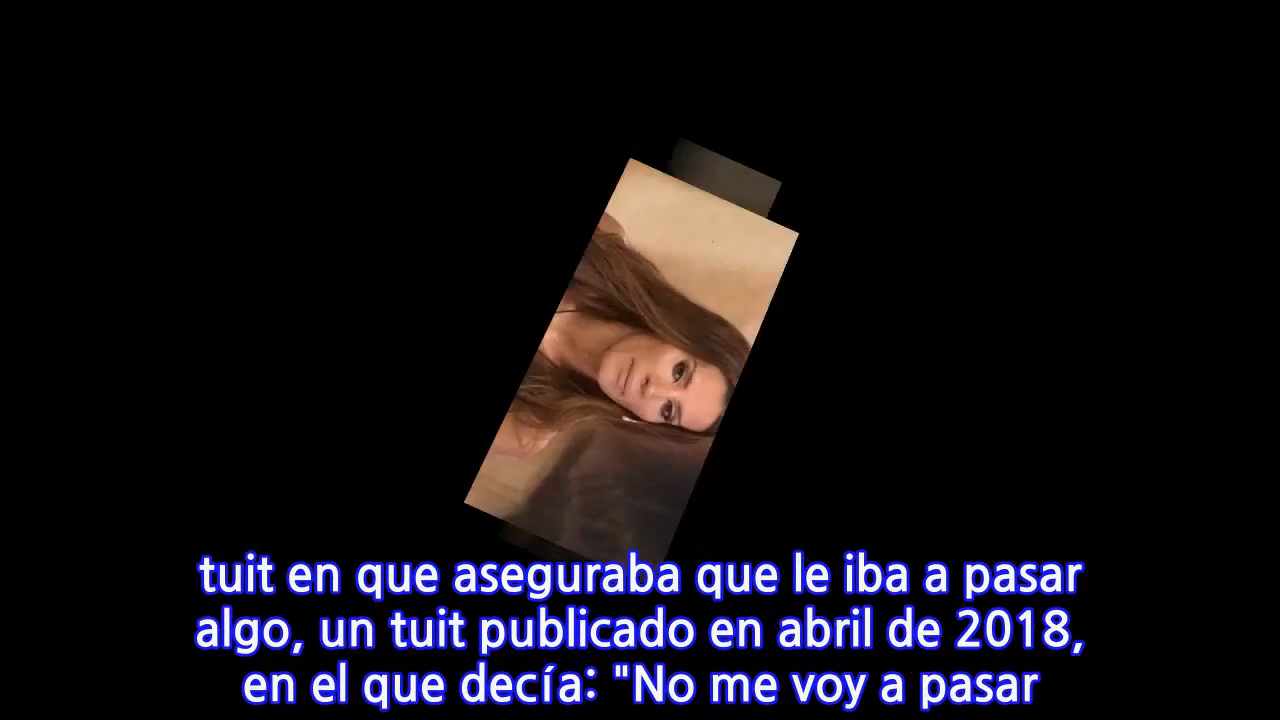 tuit en que aseguraba que le iba a pasar
algo, un tuit publicado en abril de 2018,
en el que decía: "No me voy a pasar